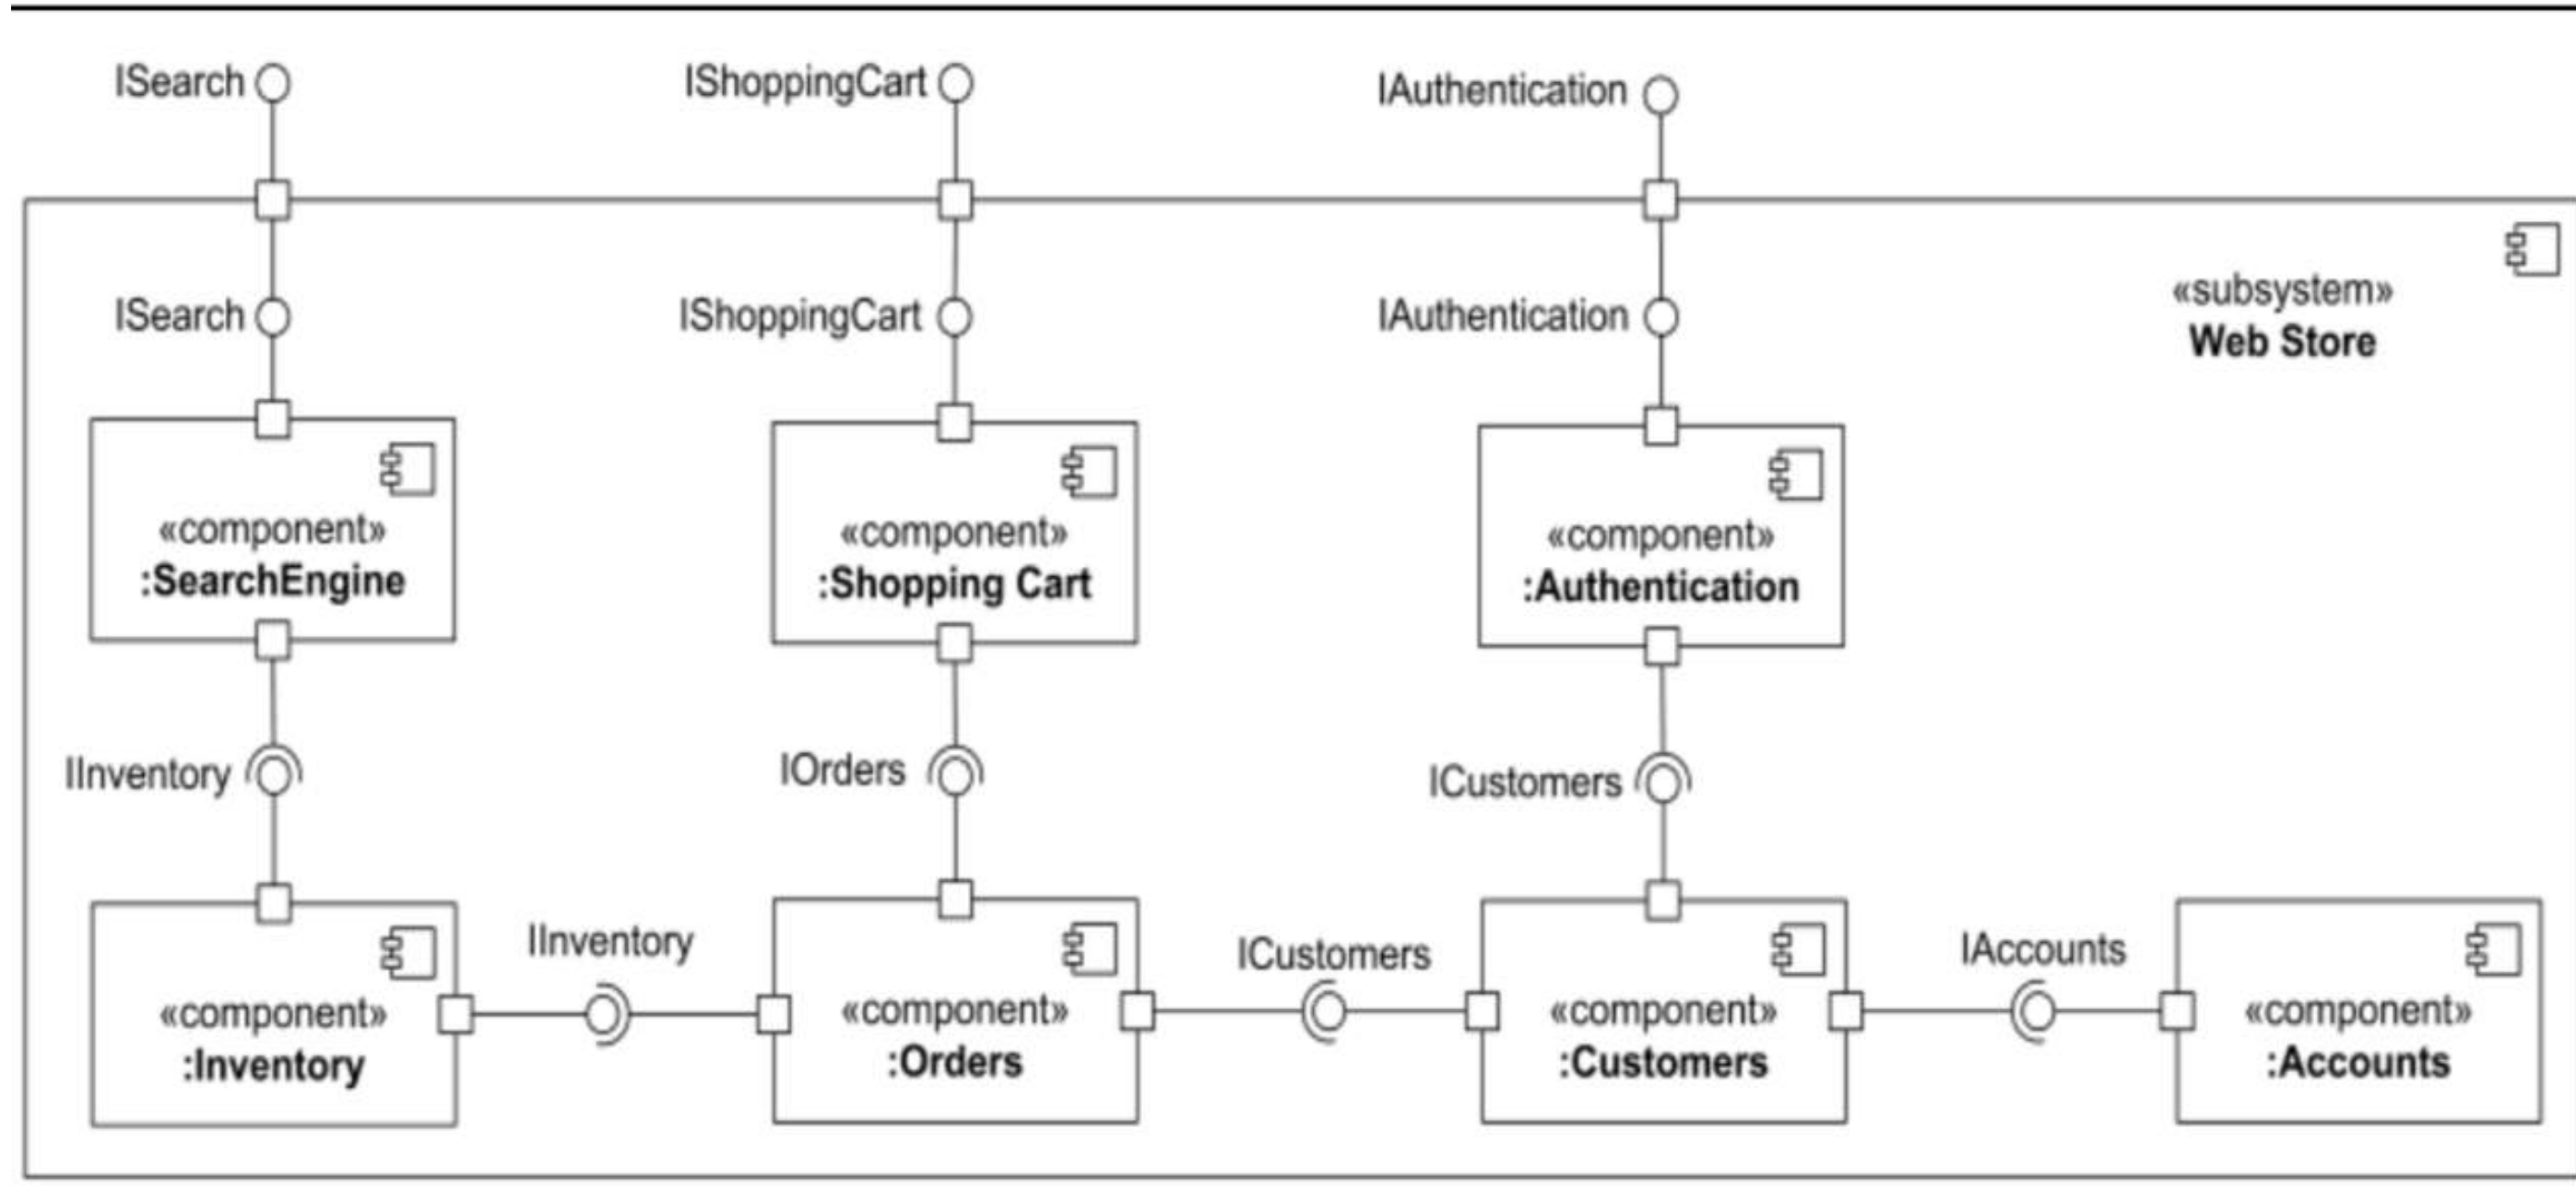 ISearch
IShoppingCart
IAuthentication
ISearch
IShoppingCart
IAuthentication
«subsystem»
Web Store
«component»
:SearchEngine
«component»
:Shopping Cart
«component»
:Authentication
IInventory
IOrders
ICustomers
IInventory
ICustomers
IAccounts
«component»
:Inventory
«component»
:Orders
«component»
:Customers
«component»
:Accounts